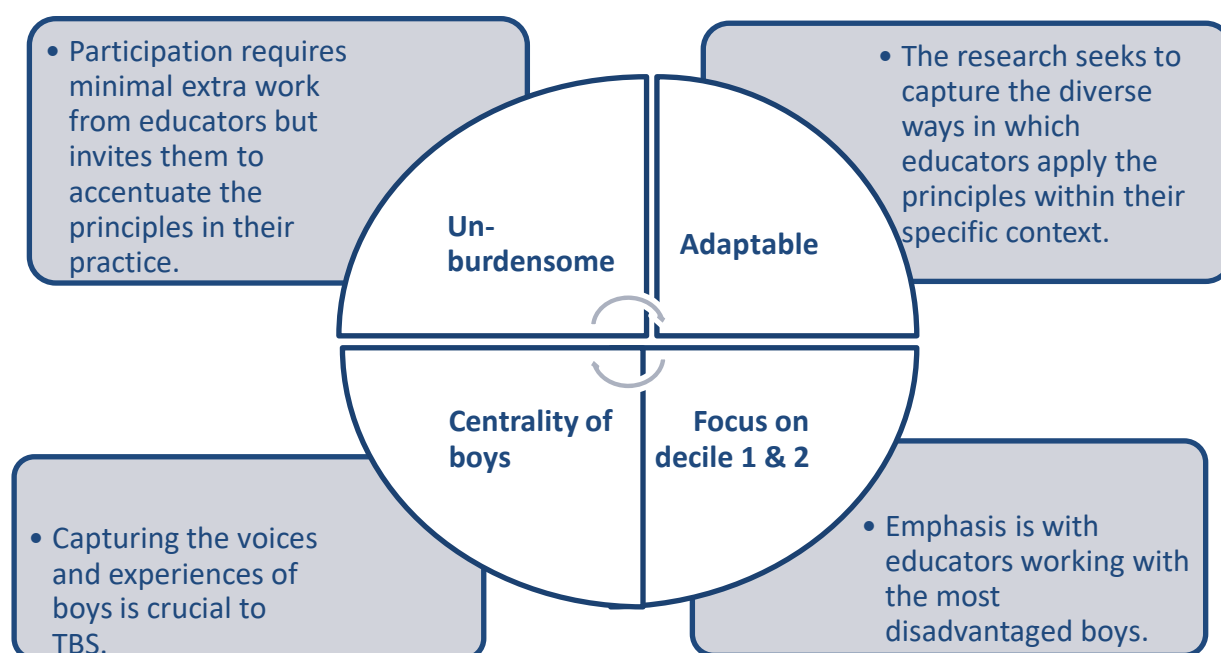 • Participation requires
minimal extra work
from educators but
invites them to
accentuate the
principles in their
practice.
• The research seeks to
capture the diverse
ways in which
educators apply the
principles within their
specific context.
Un-
burdensome
Adaptable
Centrality of
boys
Focus on
decile 1 & 2
• Capturing the voices
and experiences of
boys is crucial to
TBS.
• Emphasis is with
educators working with
the most
disadvantaged boys.